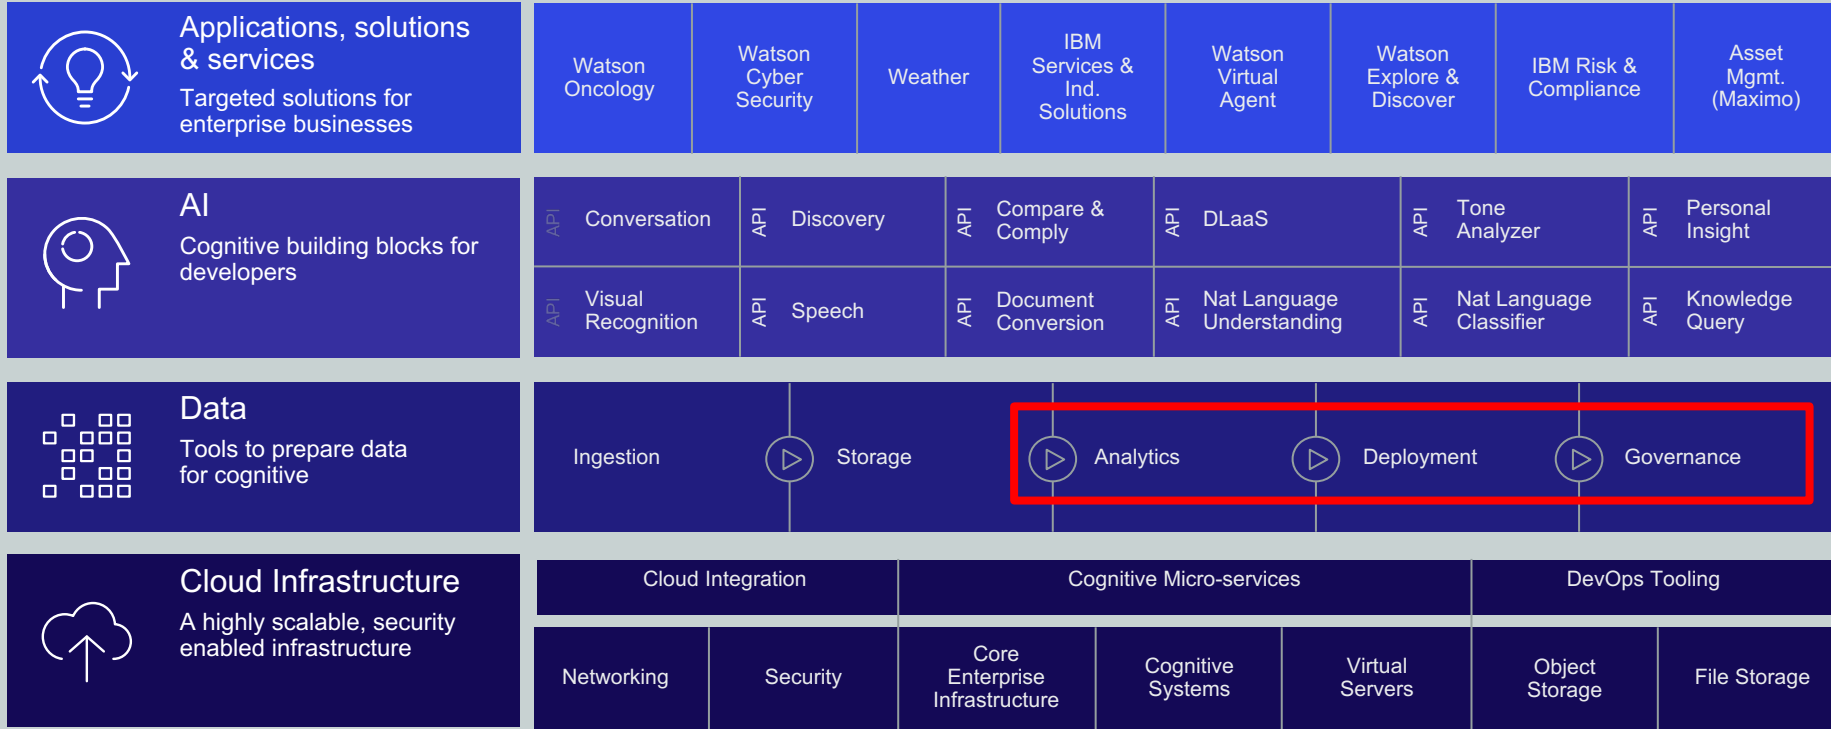 Applications, solutions
& services
Targeted solutions for
enterprise businesses
Watson
Oncology
Watson
Cyber
Security
Weather
IBM
Services &
Ind.
Solutions
Watson
Virtual
Agent
Watson
Explore &
Discover
IBM Risk &
Compliance
Asset
Mgmt.
(Maximo)
AI
Cognitive building blocks for
developers
API
Conversation
API
Discovery
API
Compare &
Comply
API
DLaaS
API
Tone
Analyzer
API
Personal
Insight
API
Visual
Recognition
API
Speech
API
Document
Conversion
API
Nat Language
Understanding
API
Nat Language
Classifier
API
Knowledge
Query
Data
Tools to prepare data
for cognitive
Ingestion
Storage
Analytics
Deployment
Governance
Cloud Infrastructure
A highly scalable, security
enabled infrastructure
Cloud Integration
Cognitive Micro-services
DevOps Tooling
Networking
Security
Core
Enterprise
Infrastructure
Cognitive
Systems
Virtual
Servers
Object
Storage
File Storage